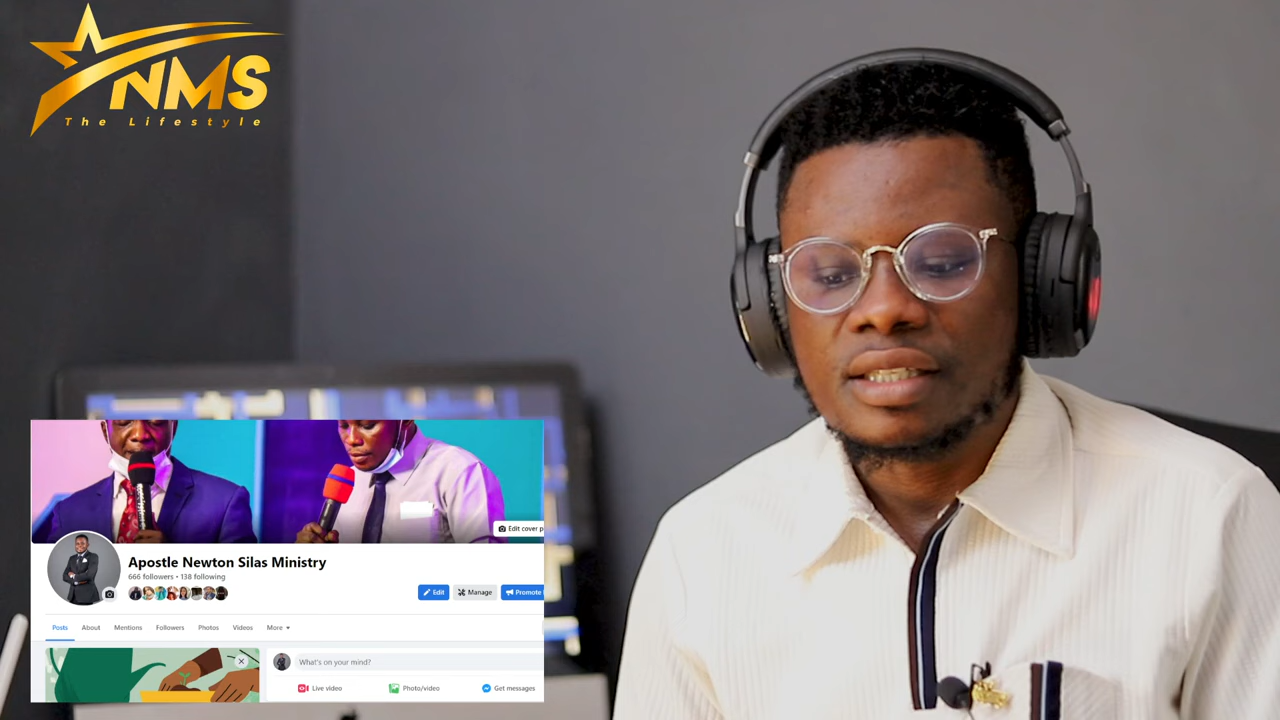 NMS
The Lifestyle
Edit cover p
Apostle Newton Silas Ministry
666 followers • 138 following
Edit
Manage
Promote
Posts
About
Mentions
Followers
Photos
Videos
More
What's on your mind?
Live video
Photo/video
Get messages